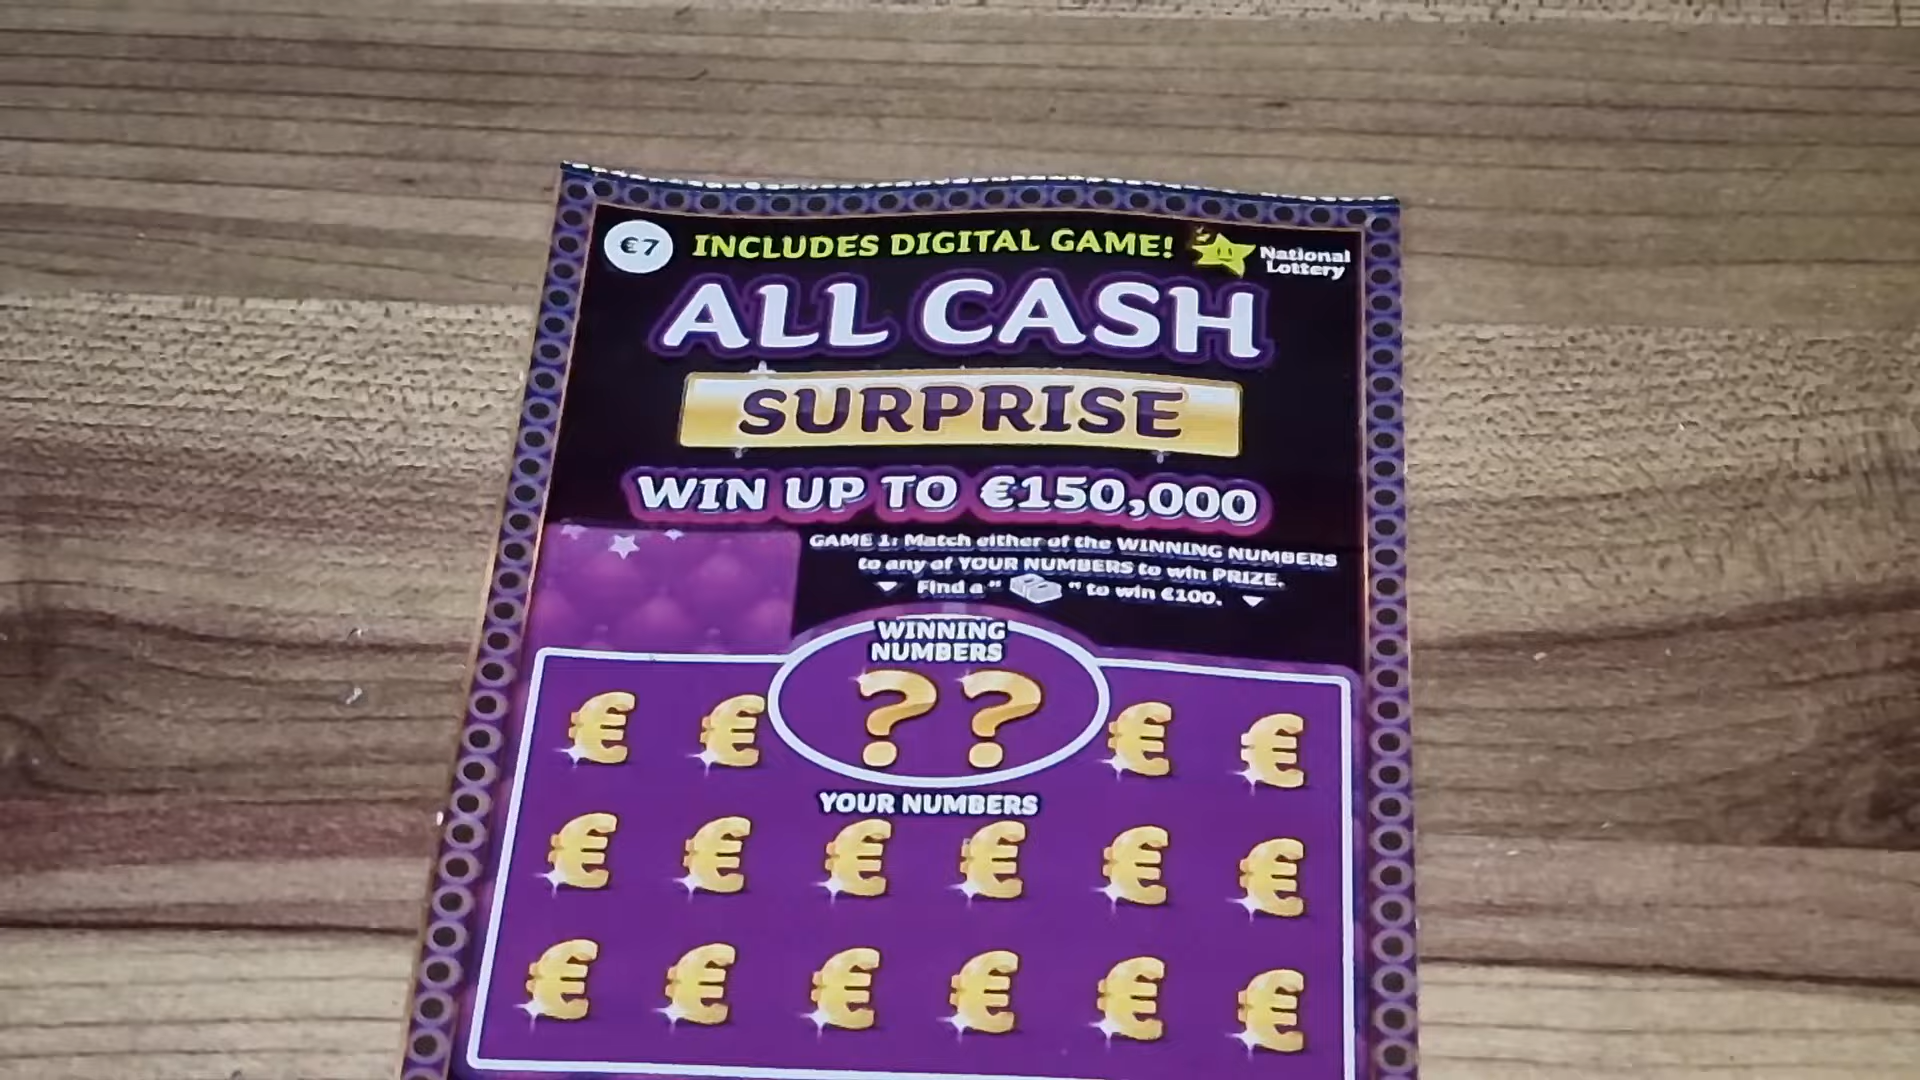 €7 INCLUDES DIGITAL GAME! National Lottery
ALL CASH
SURPRISE
WIN UP TO €150,000
GAME 1: Match either of the WINNING NUMBERS
to any of YOUR NUMBERS to win PRIZE.
Find a " " to win €100.
WINNING
NUMBERS
? ?
€ € € €
YOUR NUMBERS
€ € € € € €
€ € € € € €